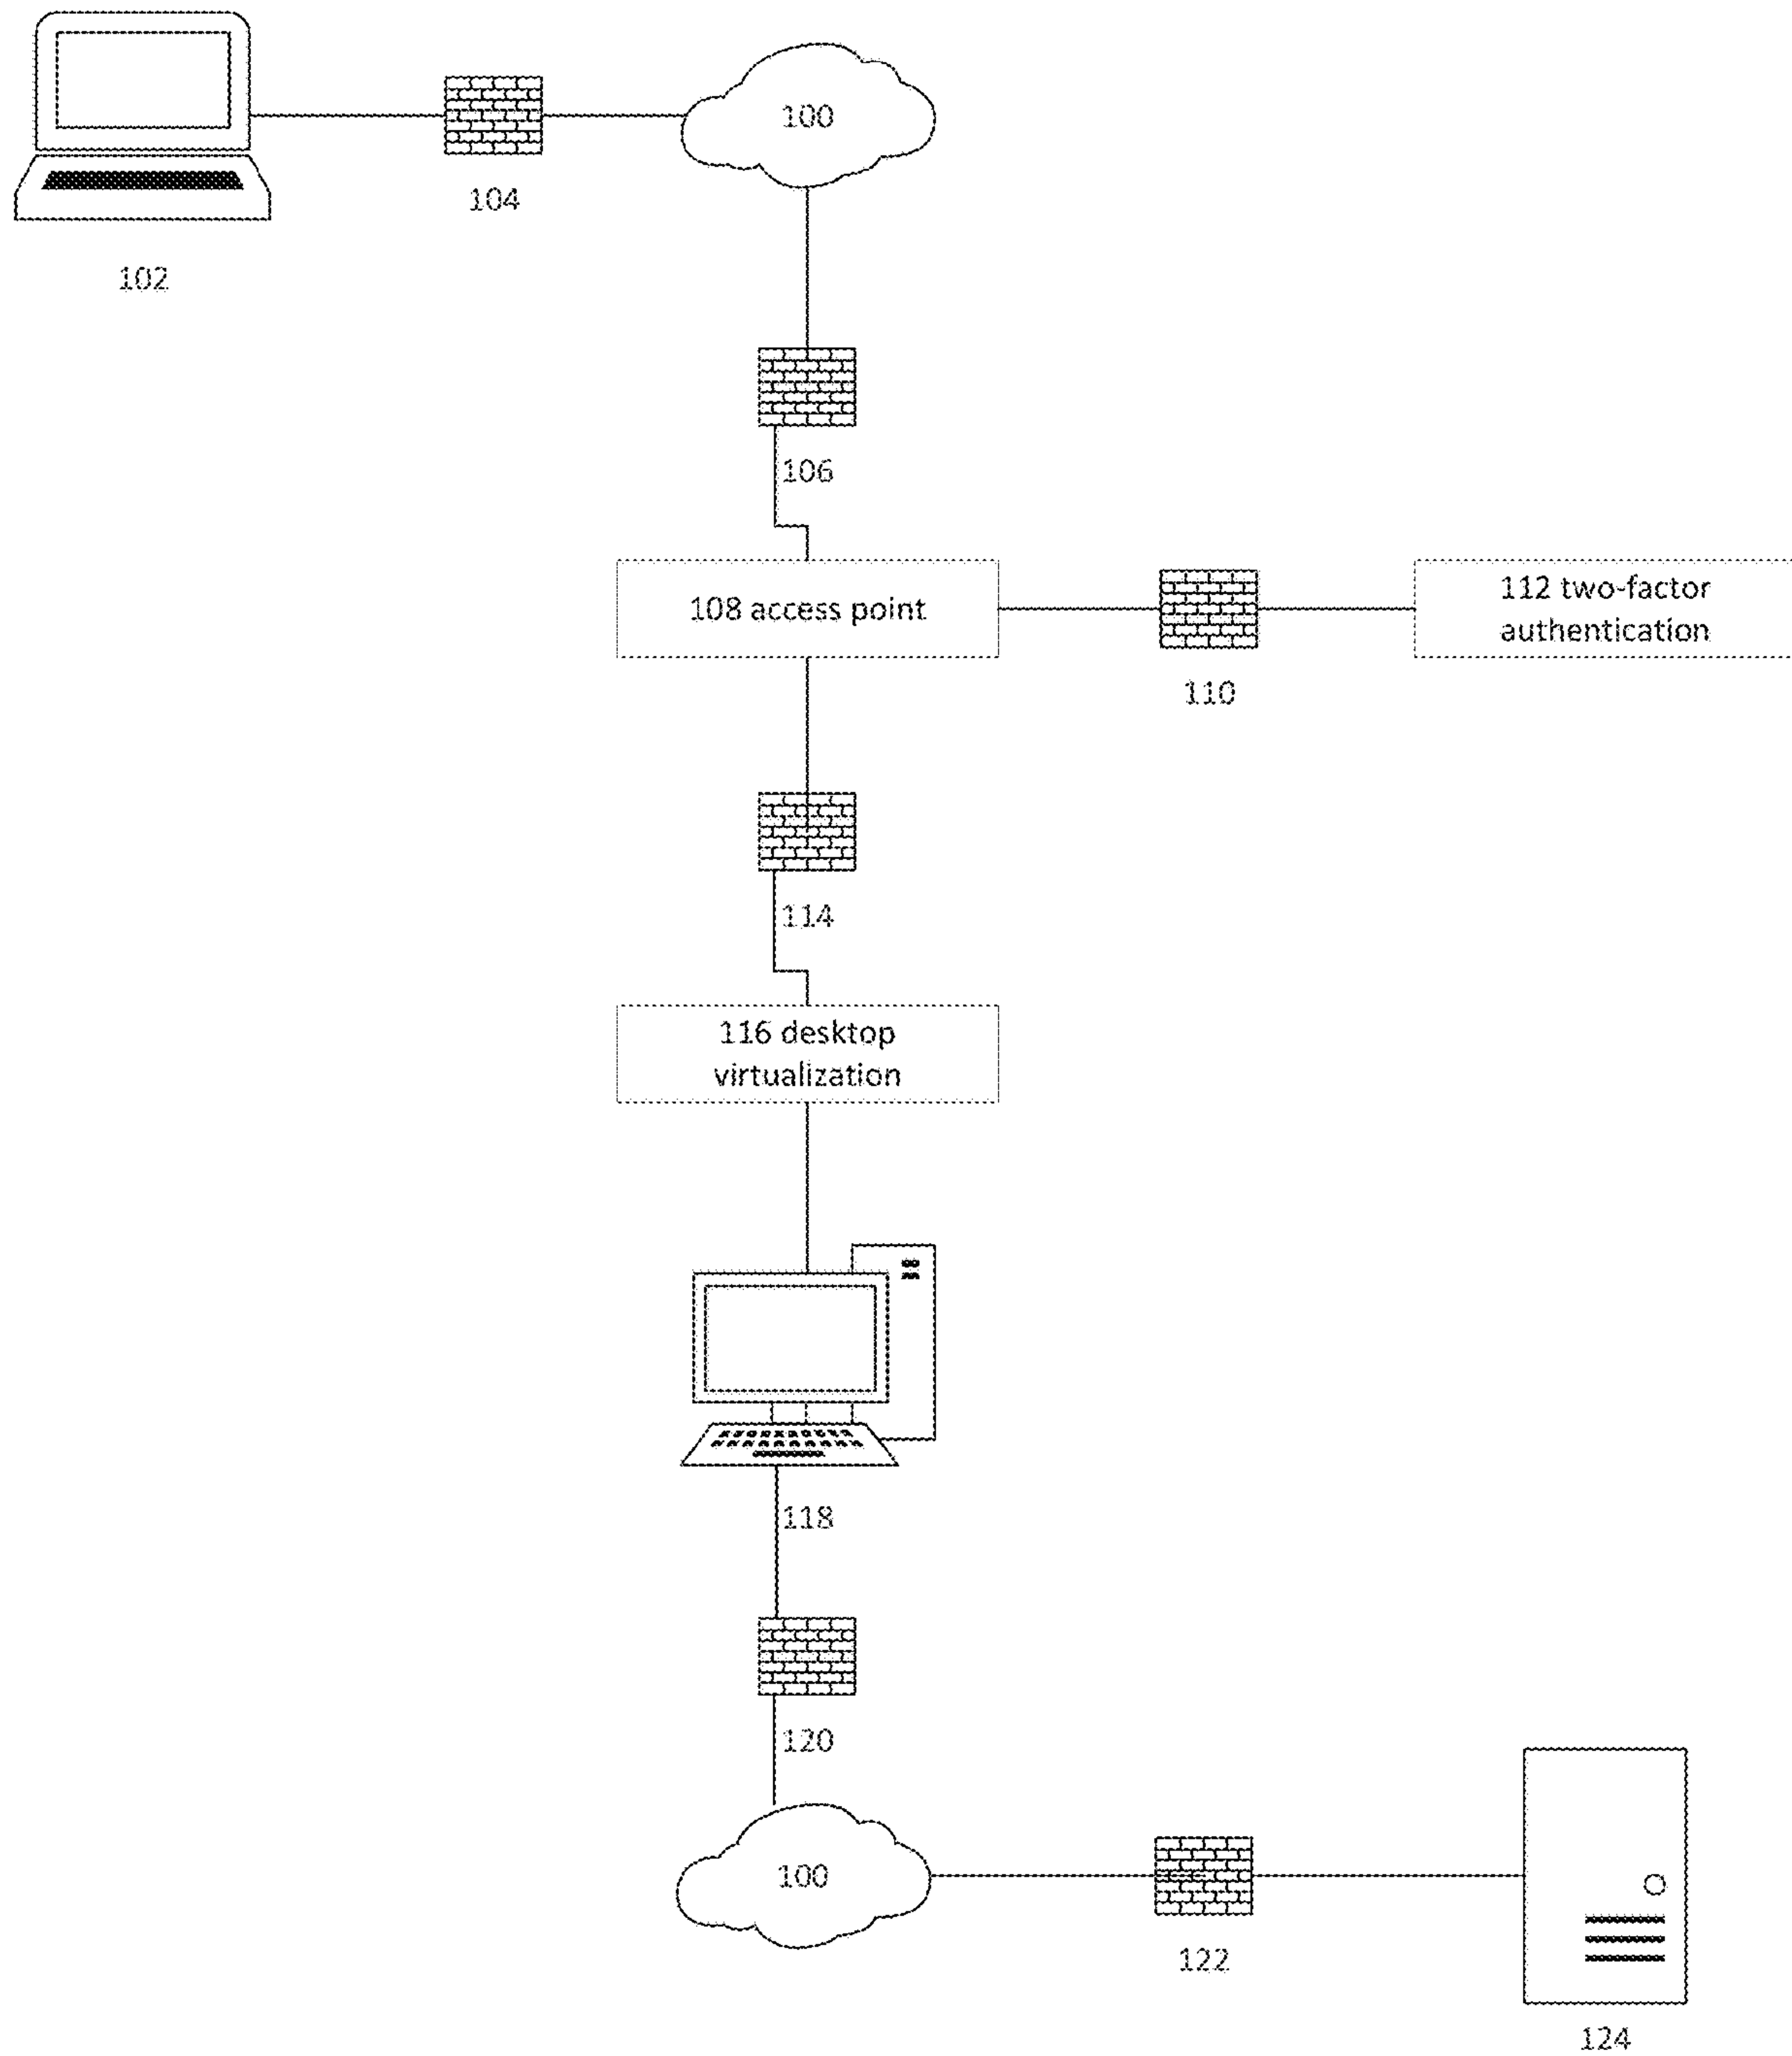 100
104
102
106
108 access point
112 two-factor
authentication
110
114
116 desktop
virtualization
118
120
100
122
124